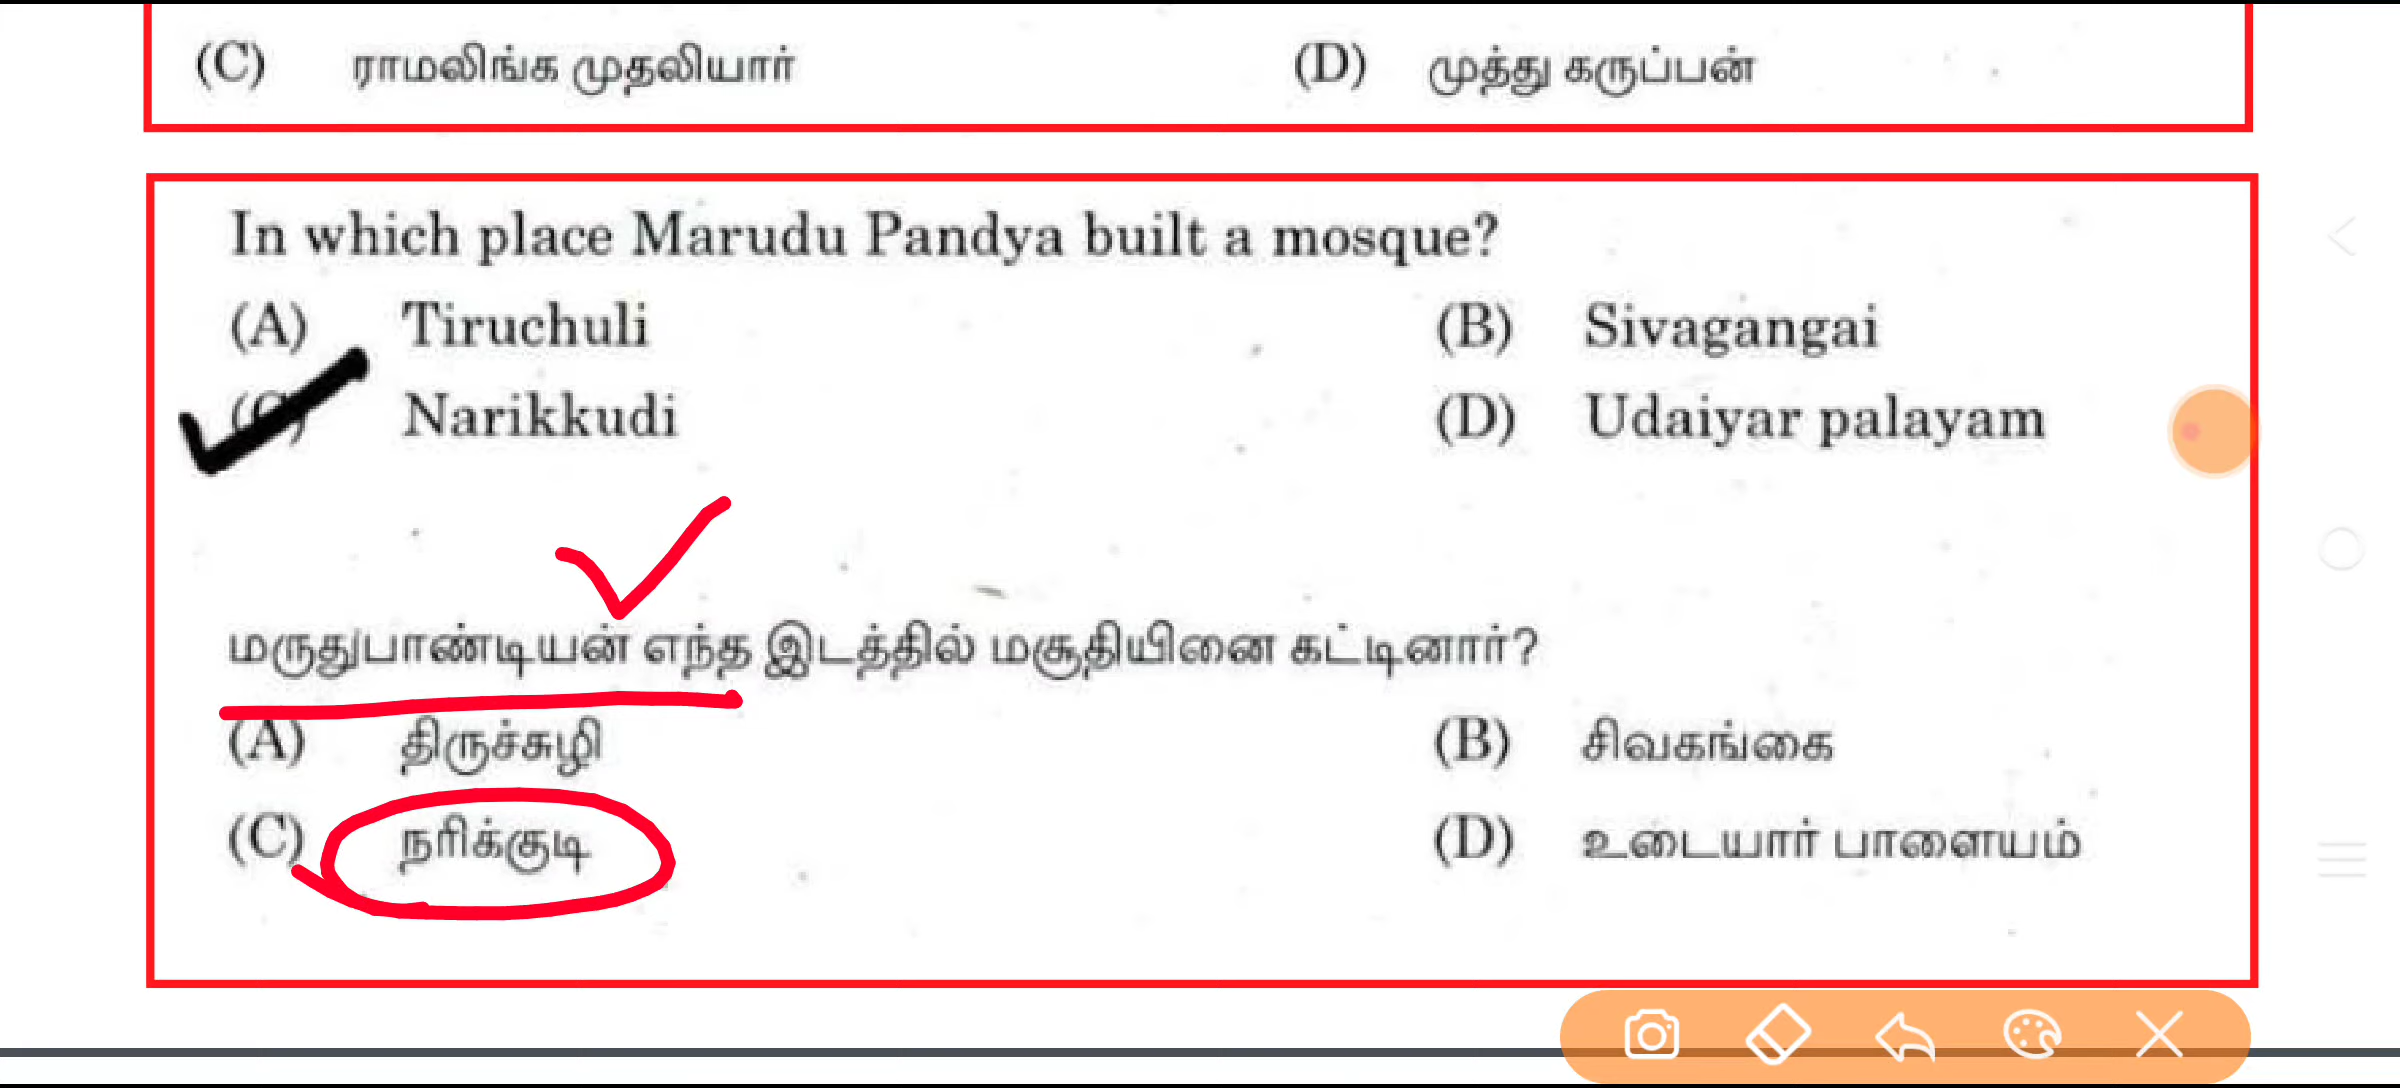 (C) ராமலிங்க முதலியார் (D) முத்து கருப்பன்
In which place Marudu Pandya built a mosque?
(A) Tiruchuli (B) Sivagangai
(C) Narikkudi (D) Udaiyar palayam
மருதுபாண்டியன் எந்த இடத்தில் மசூதியினை கட்டினார்?
(A) திருச்சுழி (B) சிவகங்கை
(C) நரிக்குடி (D) உடையார் பாளையம்